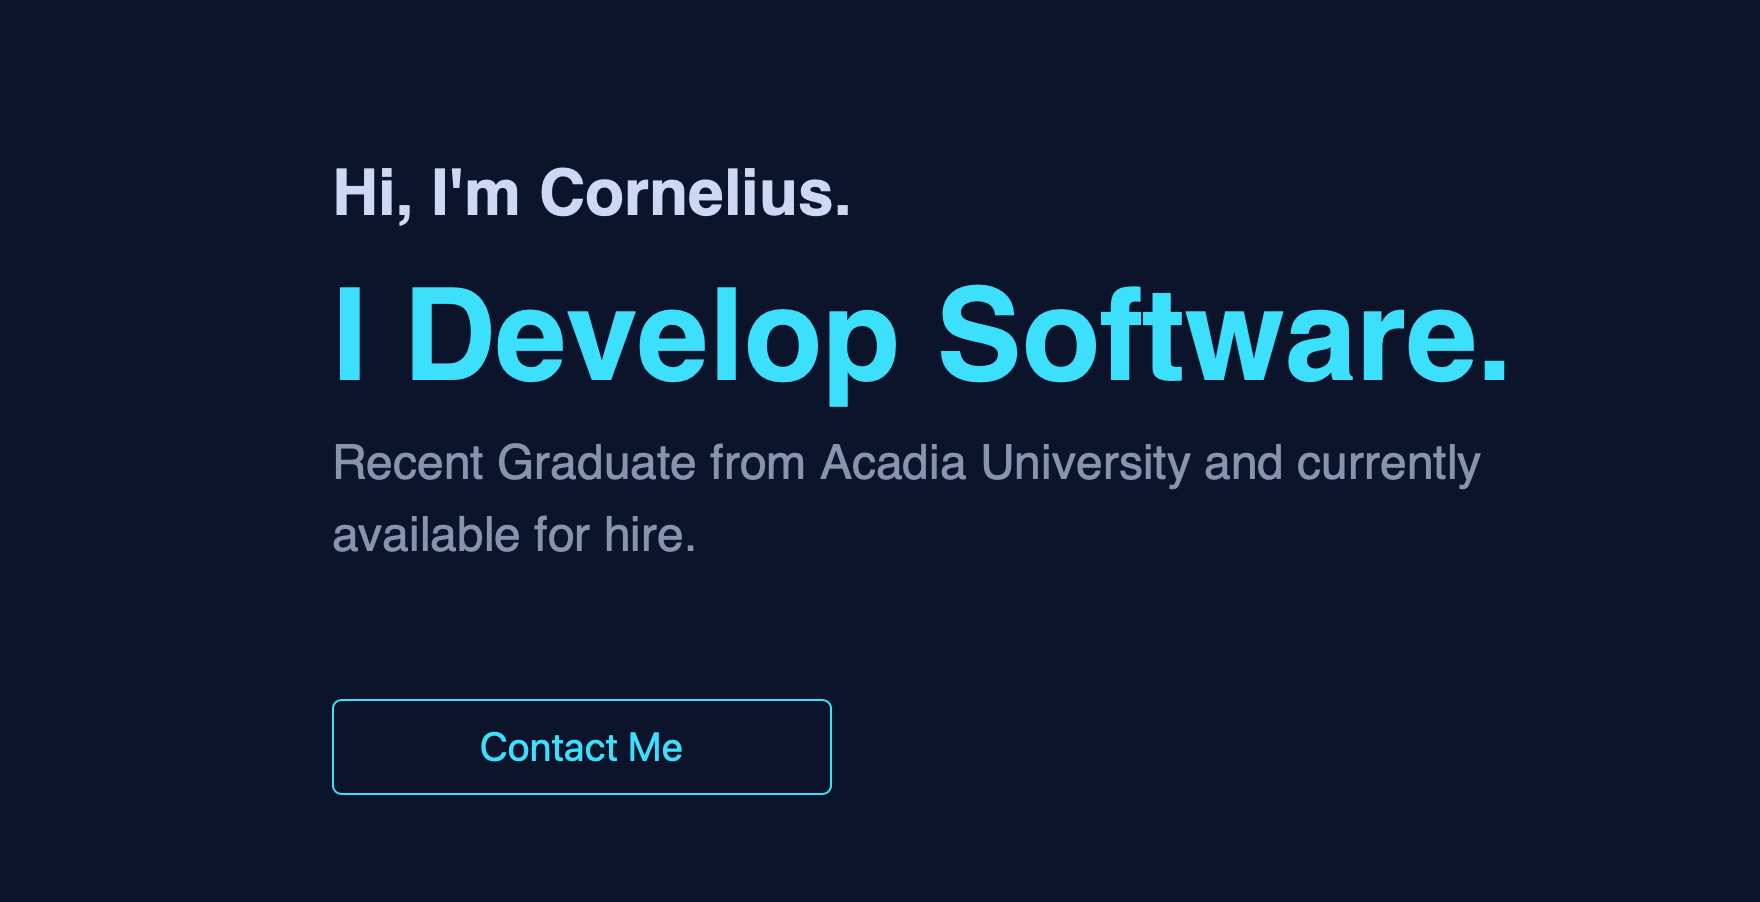 Hi, I'm Cornelius.
I Develop Software.
Recent Graduate from Acadia University and currently
available for hire.
Contact Me